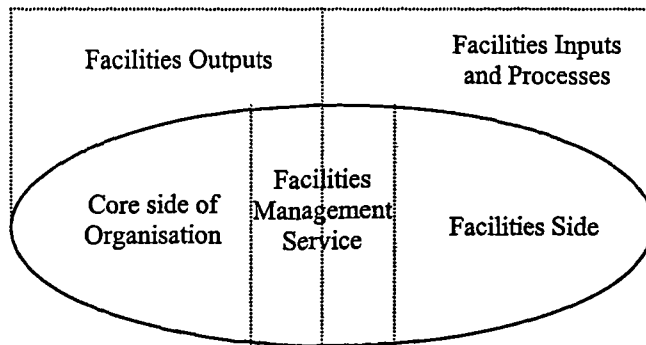 Facilities Outputs
Facilities Inputs
and Processes
Core side of
Organisation
Facilities
Management
Service
Facilities Side